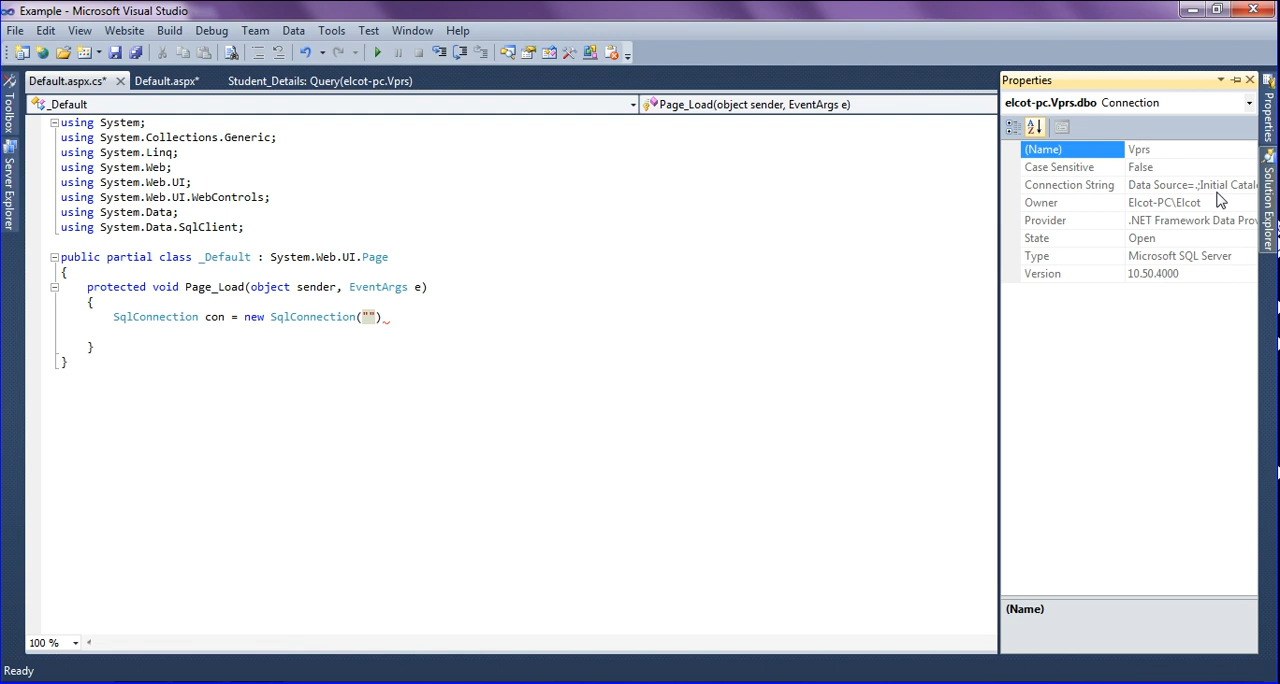 Example - Microsoft Visual Studio
File Edit View Website Build Debug Team Data Tools Test Window Help
Default.aspx.cs* Default.aspx* Student_Details: Query(elcot-pc.Vprs)
_Default Page_Load(object sender, EventArgs e)
using System;
using System.Collections.Generic;
using System.Linq;
using System.Web;
using System.Web.UI;
using System.Web.UI.WebControls;
using System.Data;
using System.Data.SqlClient;
public partial class _Default : System.Web.UI.Page
{
protected void Page_Load(object sender, EventArgs e)
{
SqlConnection con = new SqlConnection("")
}
}
100 %
Ready
Toolbox
Server Explorer
Properties
elcot-pc.Vprs.dbo Connection
(Name) Vprs
Case Sensitive False
Connection String Data Source=.;Initial Catal
Owner Elcot-PC\Elcot
Provider .NET Framework Data Prov
State Open
Type Microsoft SQL Server
Version 10.50.4000
(Name)
Properties
Solution Explorer